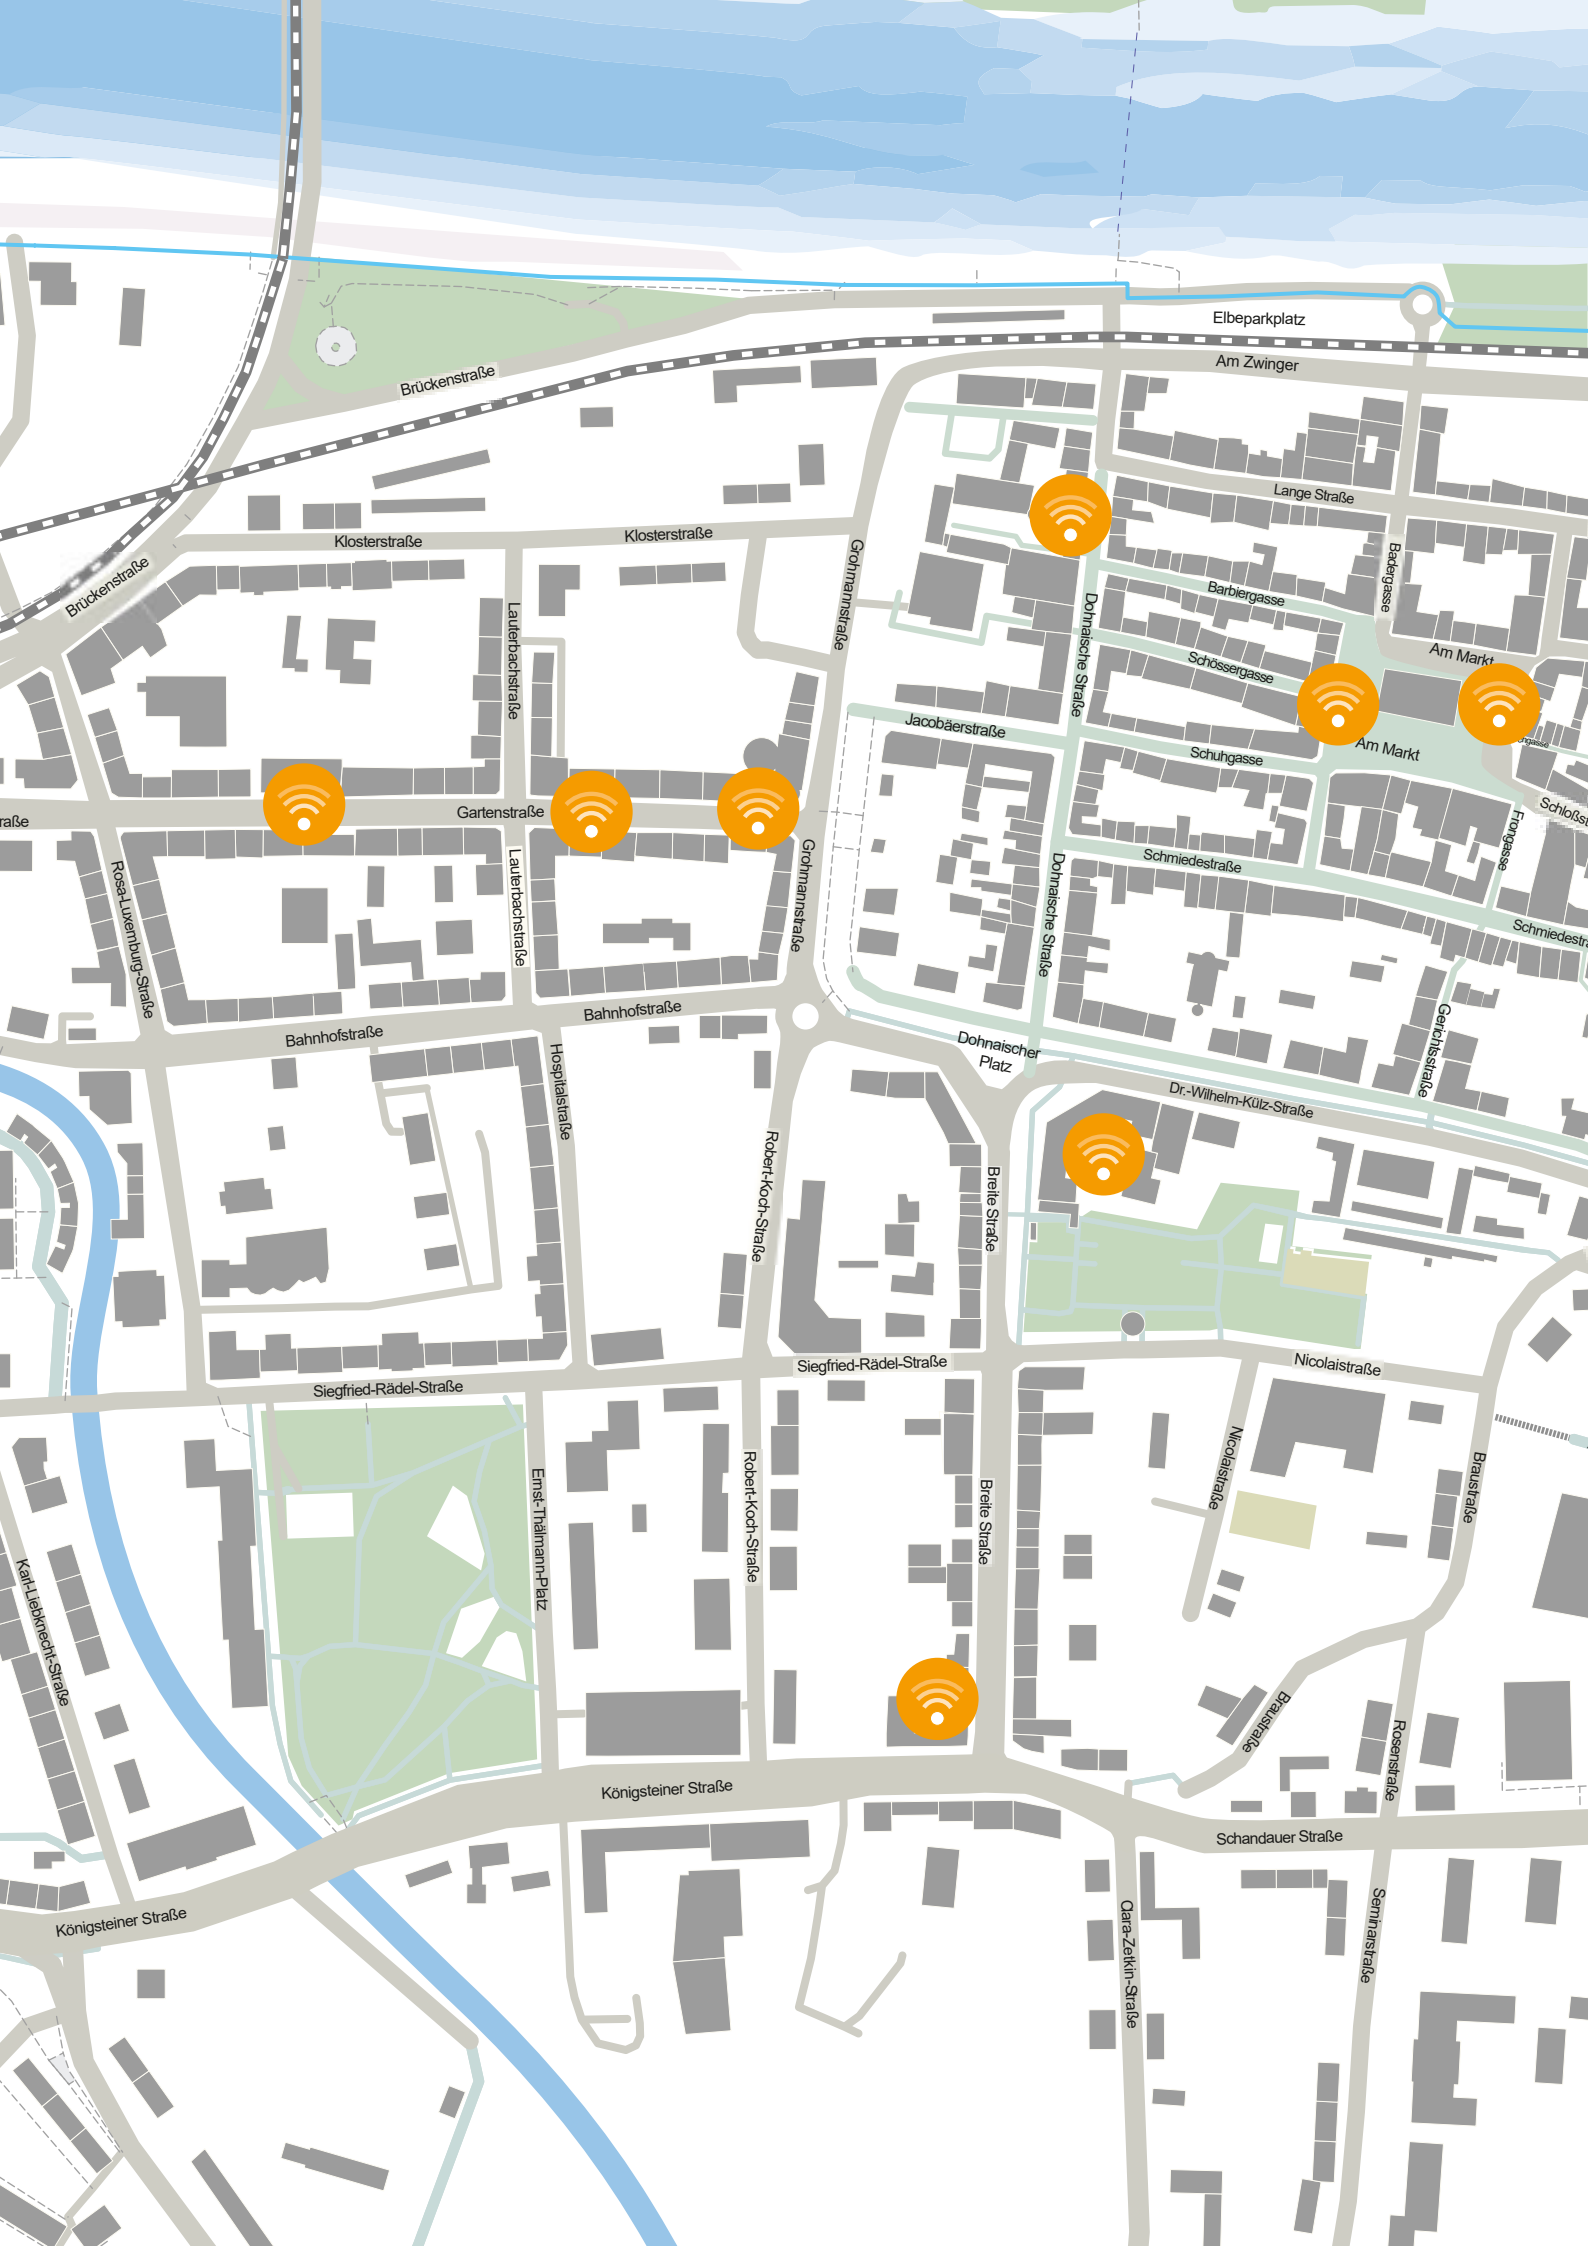 Elbeparkplatz
Am Zwinger
Brückenstraße
Lange Straße
Klosterstraße
Klosterstraße
Brückenstraße
Grohmannstraße
Badergasse
Barbiergasse
Lauterbachstraße
Dohnaische Straße
Am Markt
Schössergasse
Jacobäerstraße
Am Markt
Schuhgasse
Gartenstraße
raße
Schloßst
Frongasse
Schmiedestraße
Rosa-Luxemburg-Straße
Lauterbachstraße
Grohmannstraße
Dohnaische Straße
Schmiedestra
Bahnhofstraße
Bahnhofstraße
Gerichtsstraße
Dohnaischer
Platz
Hospitalstraße
Dr.-Wilhelm-Külz-Straße
Robert-Koch-Straße
Breite Straße
Siegfried-Rädel-Straße
Siegfried-Rädel-Straße
Nicolaistraße
Nicolaistraße
Braustraße
Ernst-Thälmann-Platz
Robert-Koch-Straße
Breite Straße
Karl-Liebknecht-Straße
Braustraße
Rosenstraße
Königsteiner Straße
Schandauer Straße
Königsteiner Straße
Clara-Zetkin-Straße
Seminarstraße